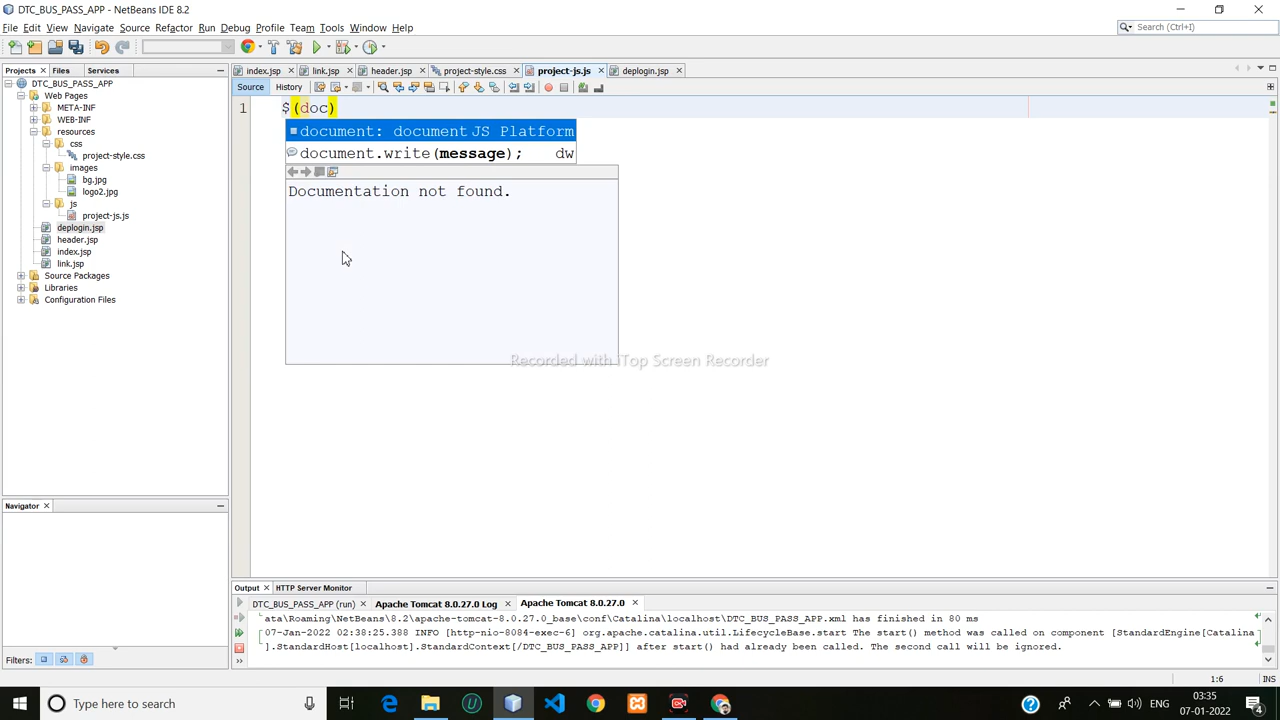 DTC_BUS_PASS_APP - NetBeans IDE 8.2
File Edit View Navigate Source Refactor Run Debug Profile Team Tools Window Help
Search (Ctrl+I)
Projects Files Services
index.jsp link.jsp header.jsp project-style.css project-js.js deplogin.jsp
DTC_BUS_PASS_APP
Source History
Web Pages
META-INF
1 $(doc)
WEB-INF
resources
document: document JS Platform
css
project-style.css
document.write(message); dw
images
bg.jpg
Documentation not found.
logo2.jpg
js
project-js.js
deplogin.jsp
header.jsp
index.jsp
link.jsp
Source Packages
Libraries
Configuration Files
Recorded with iTop Screen Recorder
Navigator
Output HTTP Server Monitor
DTC_BUS_PASS_APP (run) Apache Tomcat 8.0.27.0 Log Apache Tomcat 8.0.27.0
ata\Roaming\NetBeans\8.2\apache-tomcat-8.0.27.0_base\conf\Catalina\localhost\DTC_BUS_PASS_APP.xml has finished in 80 ms
07-Jan-2022 02:38:25.388 INFO [http-nio-8084-exec-6] org.apache.catalina.util.LifecycleBase.start The start() method was called on component [StandardEngine[Catalina
].StandardHost[localhost].StandardContext[/DTC_BUS_PASS_APP]] after start() had already been called. The second call will be ignored.
Filters:
1:6 INS
Type here to search
ENG
03:35
07-01-2022